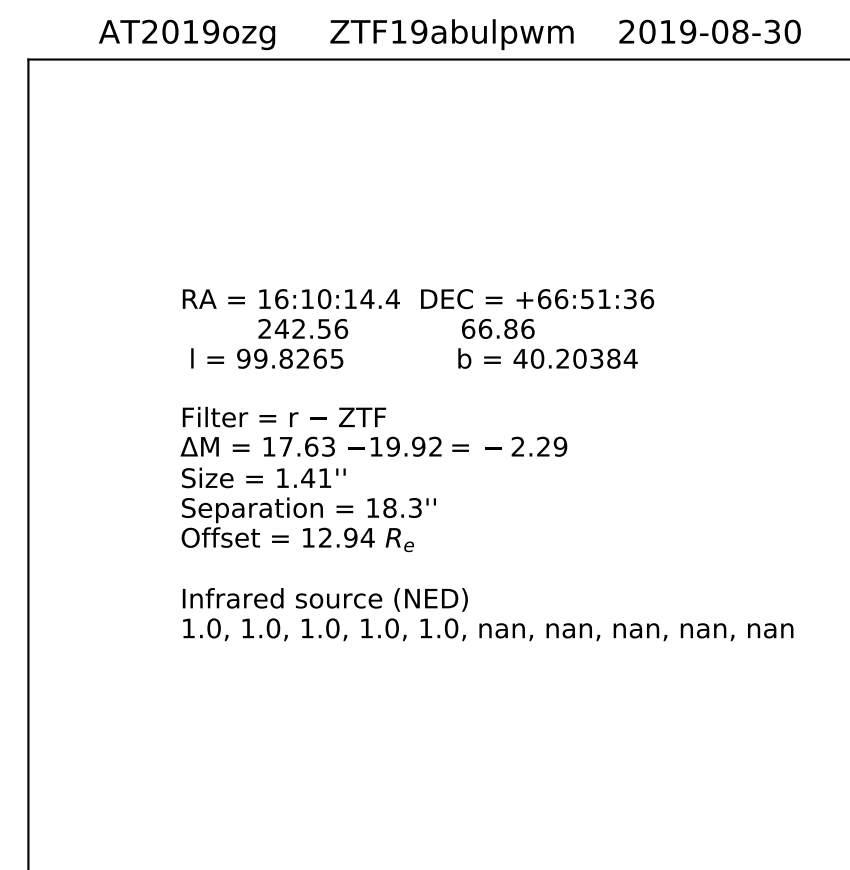 AT2019ozg ZTF19abulpwm 2019-08-30
RA = 16:10:14.4 DEC = +66:51:36
242.56 66.86
l = 99.8265 b = 40.20384
Filter = r − ZTF
ΔM = 17.63 −19.92 = − 2.29
Size = 1.41''
Separation = 18.3''
Offset = 12.94 Re
Infrared source (NED)
1.0, 1.0, 1.0, 1.0, 1.0, nan, nan, nan, nan, nan